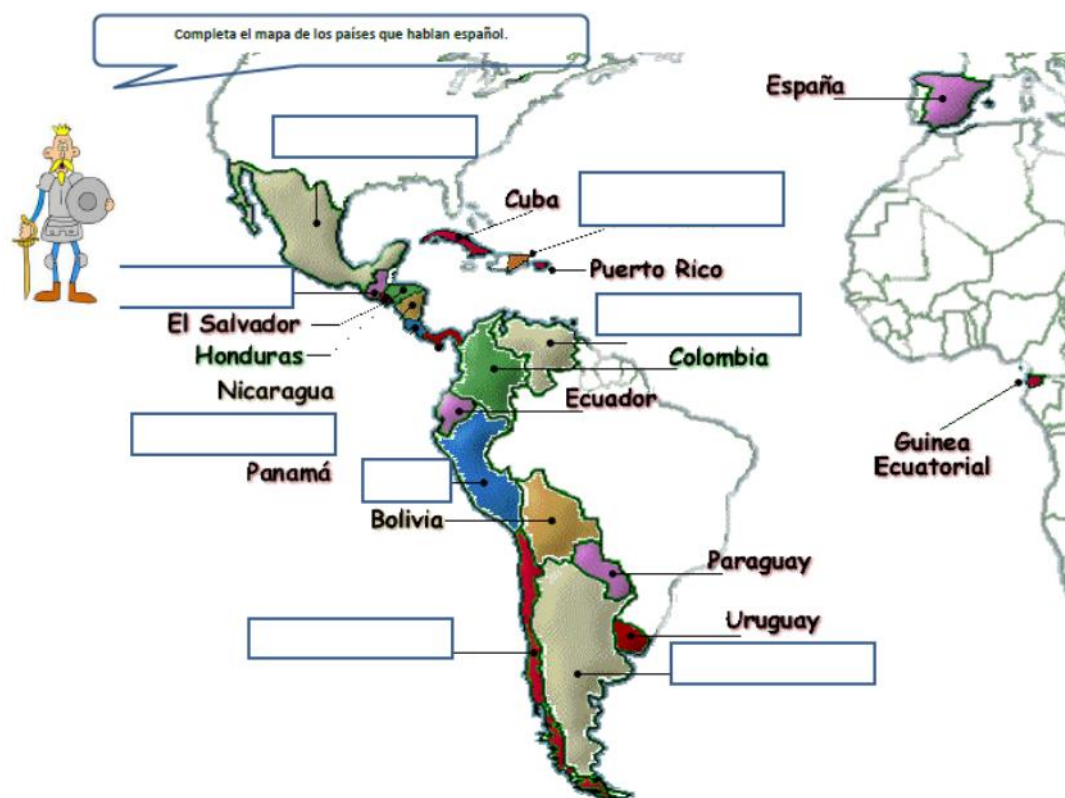 Completa el mapa de los países que hablan español.
España
Cuba
Puerto Rico
El Salvador
Honduras
Colombia
Nicaragua
Ecuador
Guinea
Ecuatorial
Panamá
Bolivia
Paraguay
Uruguay